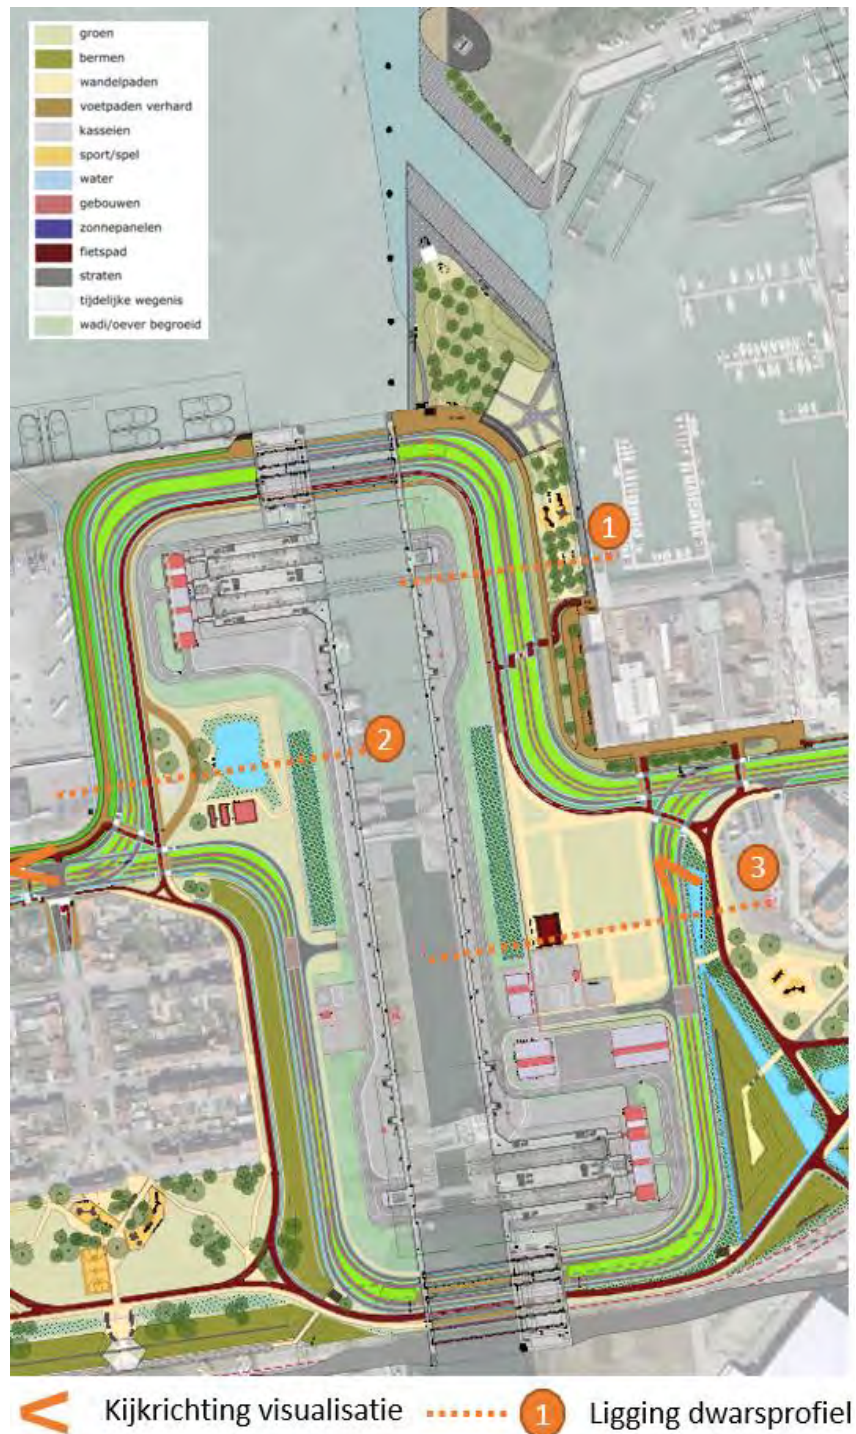 groen
bermen
wandelpaden
voetpaden verhard
kasseien
sport/spel
water
gebouwen
zonnepanelen
fietspad
straten
tijdelijke wegenis
wadi/oever begroeid
1
2
3
Kijkrichting visualisatie
1
Ligging dwarsprofiel